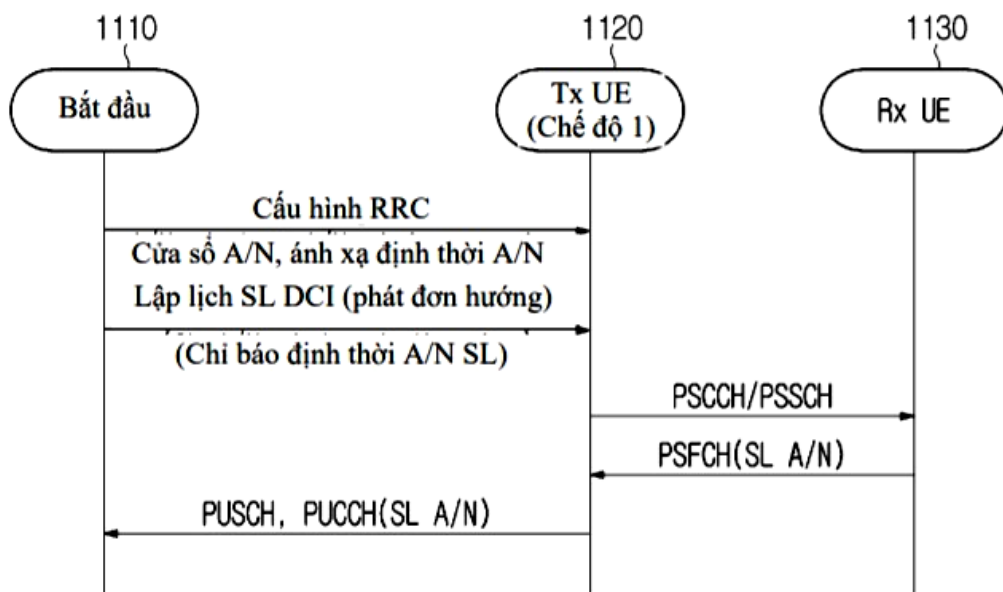 1110
1120
1130
Bắt đầu
Tx UE
(Chế độ 1)
Rx UE
Cấu hình RRC
Cửa sổ A/N, ánh xạ định thời A/N
Lập lịch SL DCI (phát đơn hướng)
(Chỉ báo định thời A/N SL)
PSCCH/PSSCH
PSFCH(SL A/N)
PUSCH, PUCCH(SL A/N)